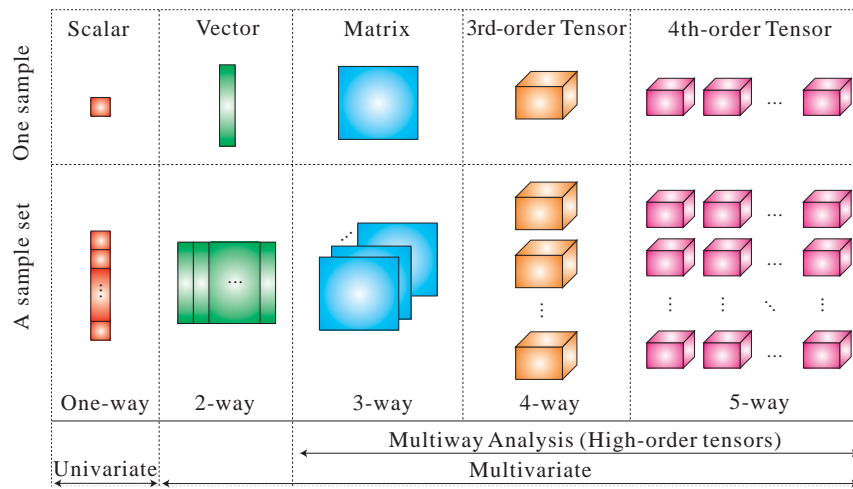 Scalar
Vector
Matrix
3rd-order Tensor
4th-order Tensor
One sample
...
A sample set
...
...
...
...
...
...
...
...
...
...
...
One-way
2-way
3-way
4-way
5-way
Multiway Analysis (High-order tensors)
Univariate
Multivariate